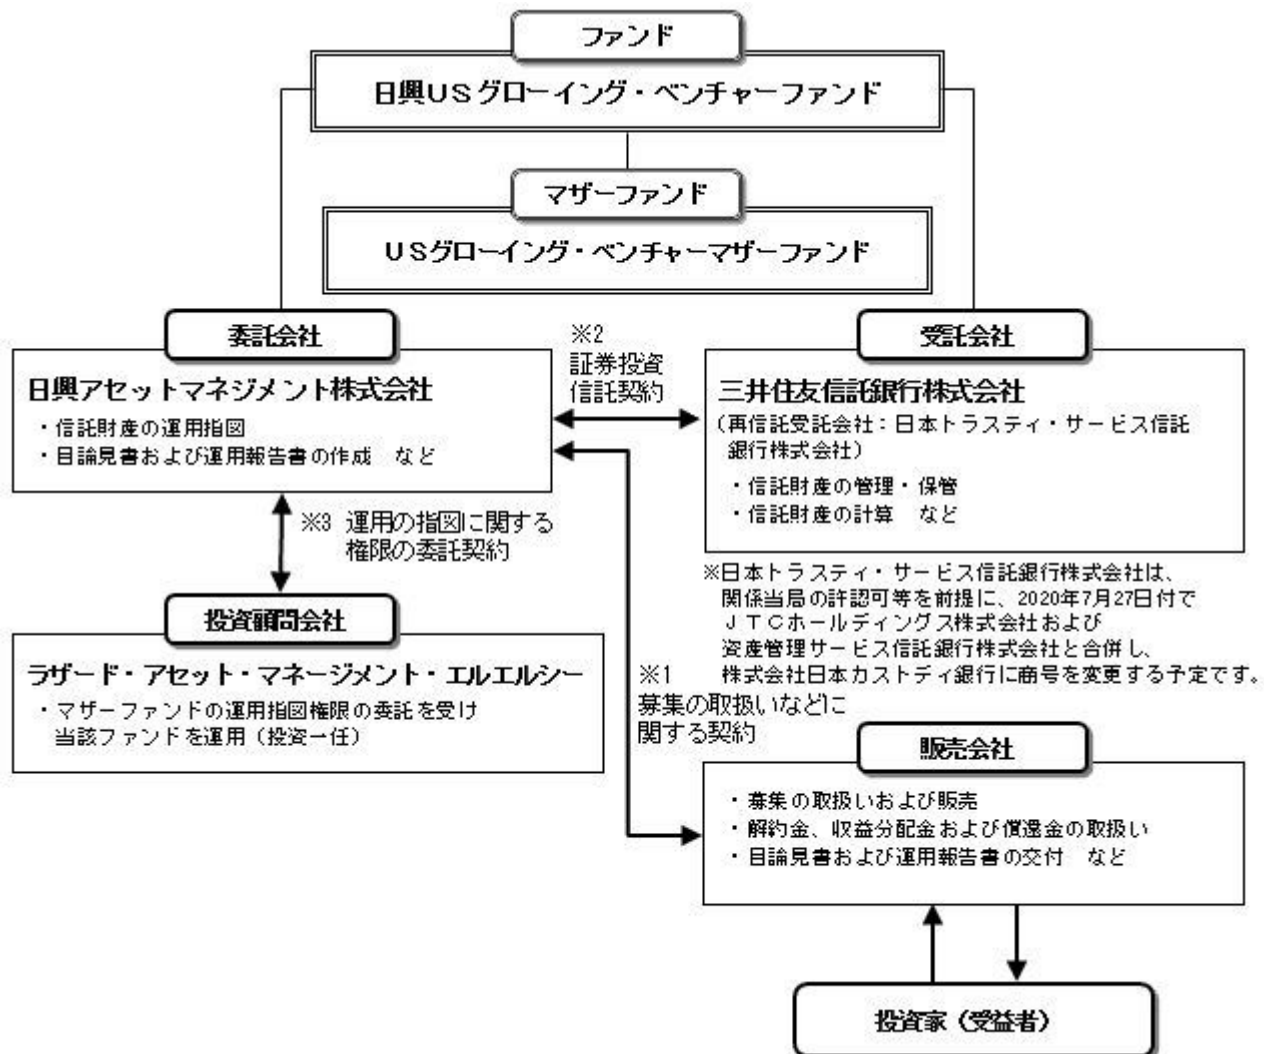 ファンド
日興USグローイング・ベンチャーファンド
マザーファンド
USグローイング・ベンチャーマザーファンド
委託会社
日興アセットマネジメント株式会社
・信託財産の運用指図
・目論見書および運用報告書の作成　など
※2
証券投資
信託契約
受託会社
三井住友信託銀行株式会社
（再信託受託会社：日本トラスティ・サービス信託
銀行株式会社）
・信託財産の管理・保管
・信託財産の計算　など
※3 運用の指図に関する
権限の委託契約
※日本トラスティ・サービス信託銀行株式会社は、
関係当局の許認可等を前提に、2020年7月27日付で
ＪＴＣホールディングス株式会社および
資産管理サービス信託銀行株式会社と合併し、
株式会社日本カストディ銀行に商号を変更する予定です。
投資顧問会社
ラザード・アセット・マネージメント・エルエルシー
・マザーファンドの運用指図権限の委託を受け
当該ファンドを運用（投資一任）
※1
募集の取扱いなどに
関する契約
販売会社
・募集の取扱いおよび販売
・解約金、収益分配金および償還金の取扱い
・目論見書および運用報告書の交付　など
投資家（受益者）